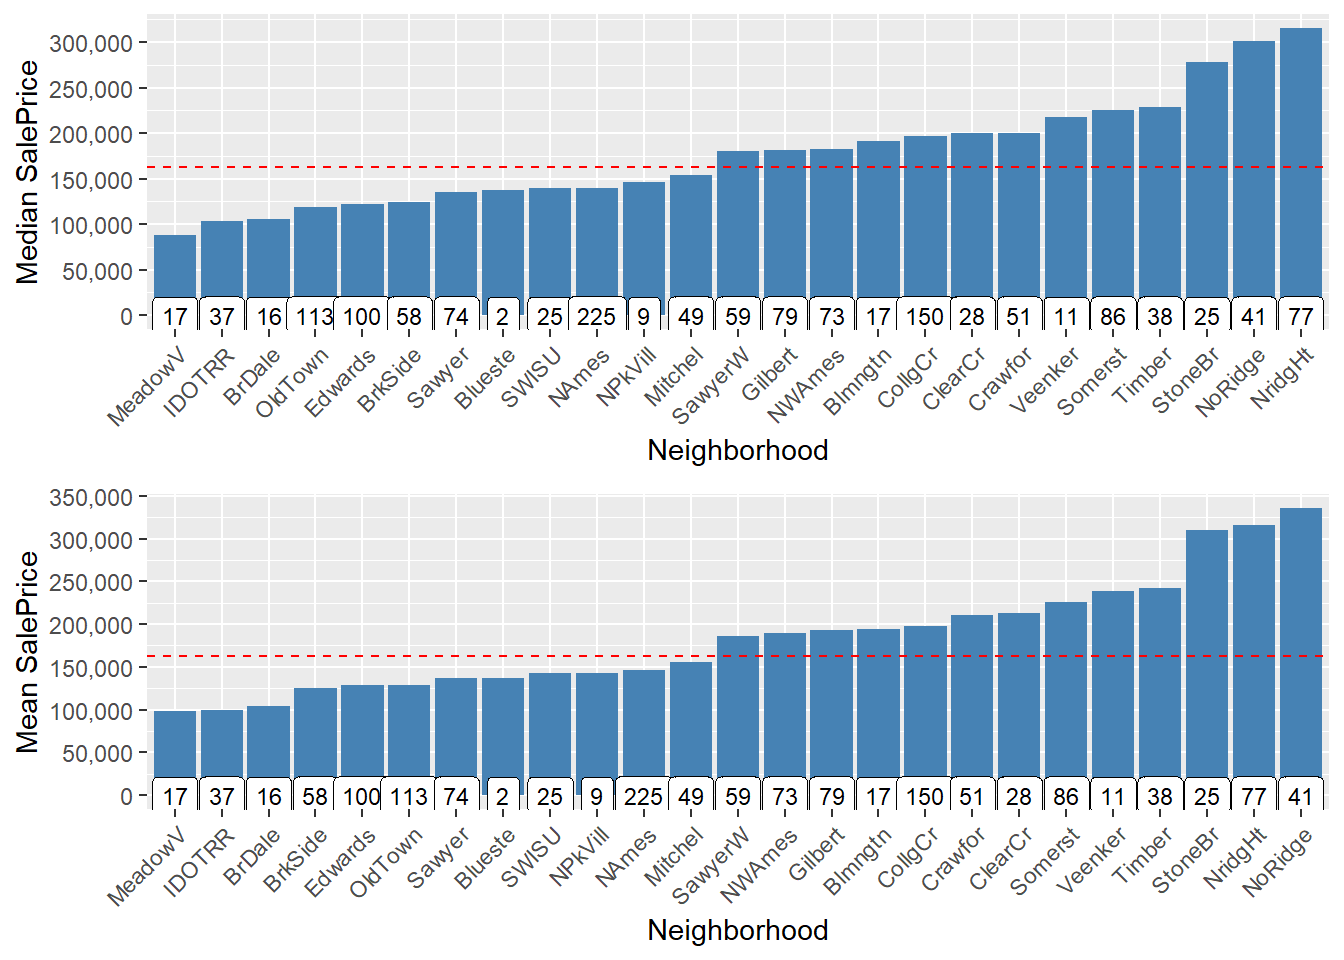 Median SalePrice
300,000
250,000
200,000
150,000
100,000
50,000
0
17 37 16 113 100 58 74 2 25 225 9 49 59 79 73 17 150 28 51 11 86 38 25 41 77
MeadowV IDOTRR BrDale OldTown Edwards BrkSide Sawyer Blueste SWISU NAmes NPkVill Mitchel SawyerW Gilbert NWAmes Blmngtn CollgCr ClearCr Crawfor Veenker Somerst Timber StoneBr NoRidge NridgHt
Neighborhood
Mean SalePrice
350,000
300,000
250,000
200,000
150,000
100,000
50,000
0
17 37 16 58 100 113 74 2 25 9 225 49 59 73 79 17 150 51 28 86 11 38 25 77 41
MeadowV IDOTRR BrDale BrkSide Edwards OldTown Sawyer Blueste SWISU NPkVill NAmes Mitchel SawyerW NWAmes Gilbert Blmngtn CollgCr Crawfor ClearCr Somerst Veenker Timber StoneBr NridgHt NoRidge
Neighborhood